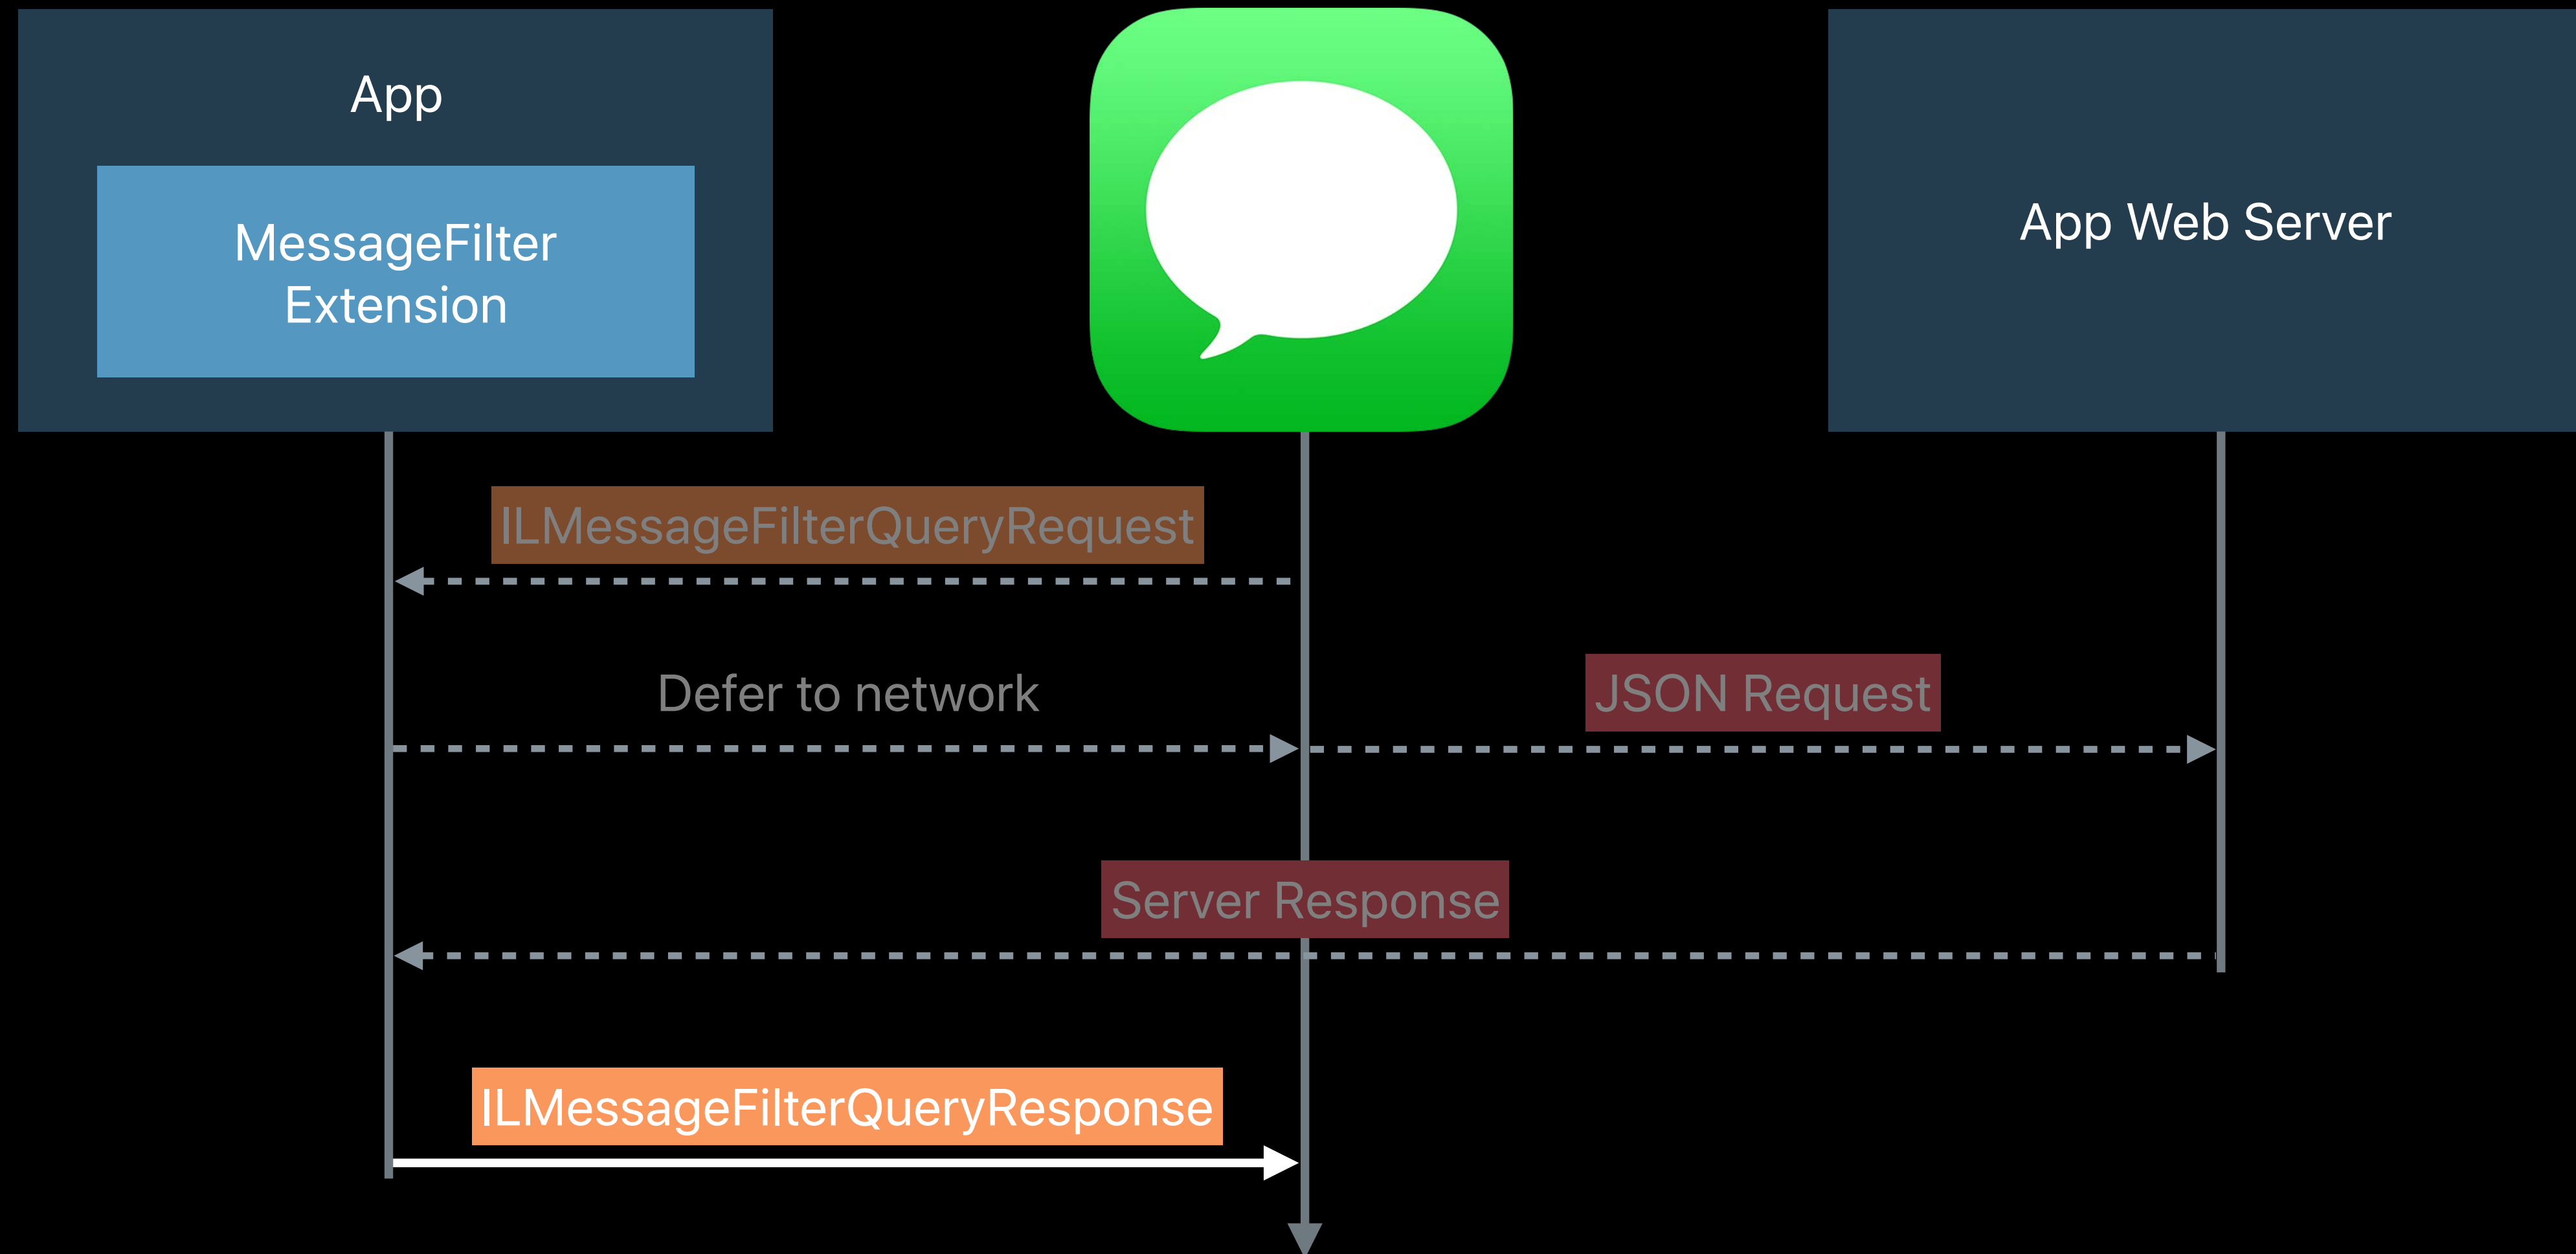 App
MessageFilter
Extension
App Web Server
ILMessageFilterQueryRequest
Defer to network
JSON Request
Server Response
ILMessageFilterQueryResponse